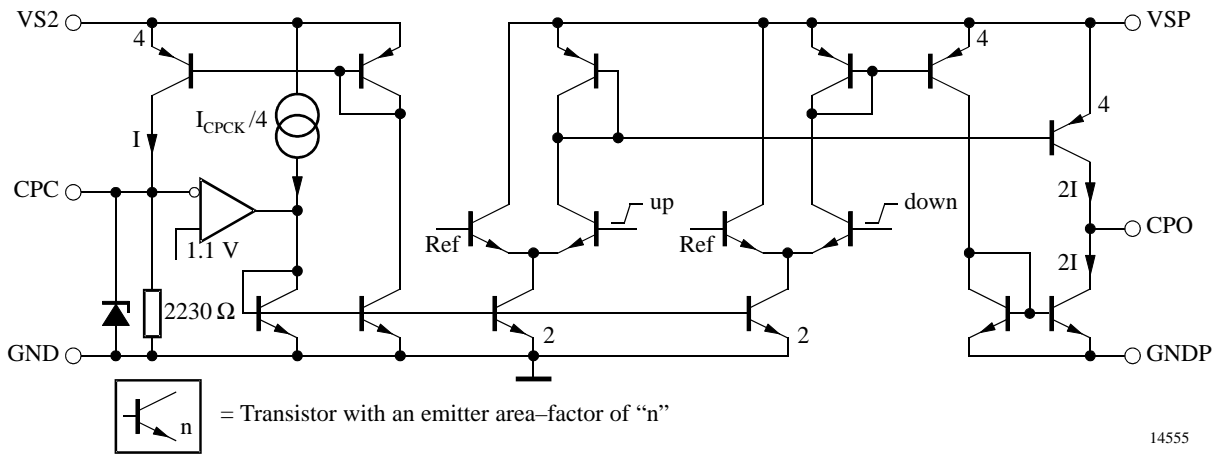 VS2
VSP
4
4
4
I_CPCK /4
I
CPC
up
down
2I
CPO
Ref
Ref
1.1 V
2I
2230 Ω
2
2
GND
GNDP
n
= Transistor with an emitter area–factor of “n”
14555